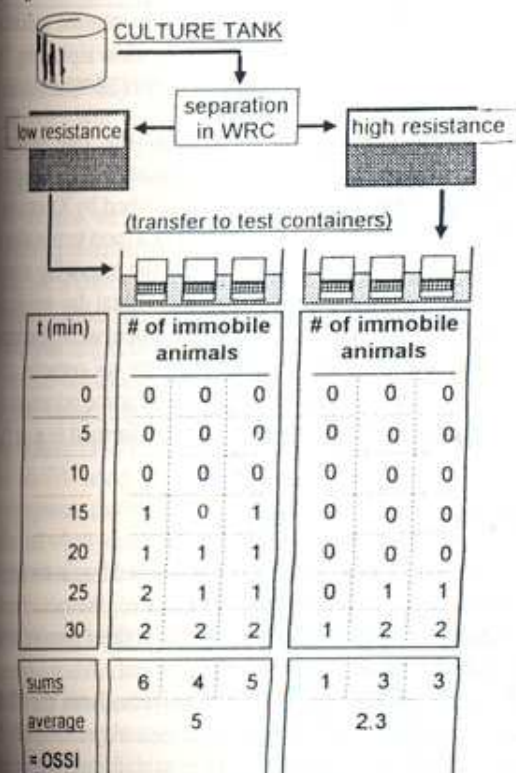 CULTURE TANK
separation
in WRC
low resistance
high resistance
(transfer to test containers)
t (min) # of immobile animals # of immobile animals
0 0 0 0 0 0 0
5 0 0 0 0 0 0
10 0 0 0 0 0 0
15 1 0 1 0 0 0
20 1 1 1 0 0 0
25 2 1 1 0 1 1
30 2 2 2 1 2 2
sums 6 4 5 1 3 3
average 5 2.3
= OSSI